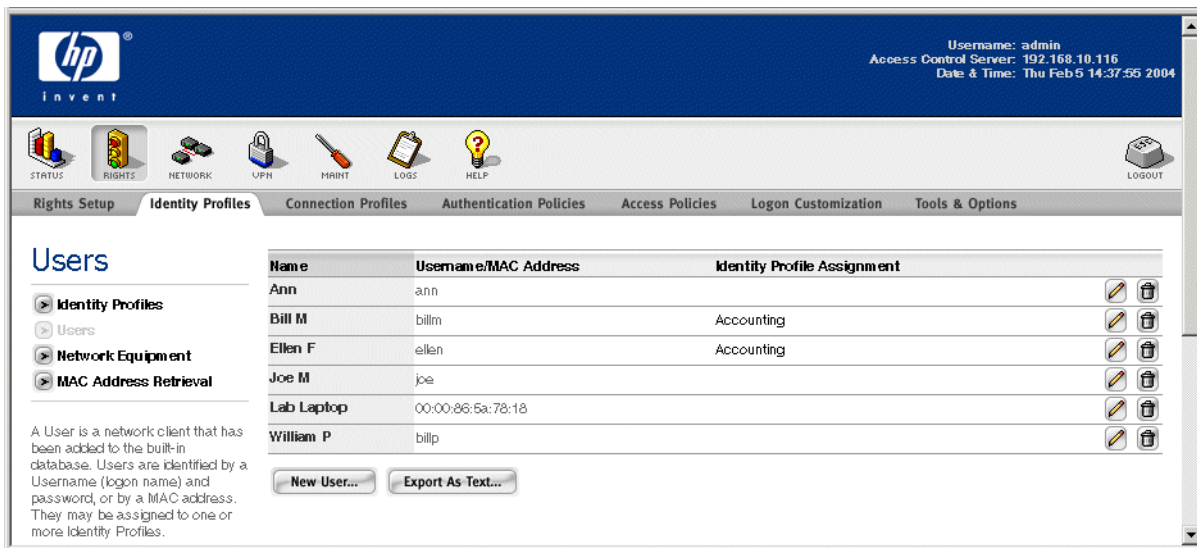 hp ®
invent
Username: admin
Access Control Server: 192.168.10.116
Date & Time: Thu Feb 5 14:37:55 2004
STATUS RIGHTS NETWORK VPN MAINT LOGS HELP LOGOUT
Rights Setup Identity Profiles Connection Profiles Authentication Policies Access Policies Logon Customization Tools & Options
Users
Identity Profiles
Users
Network Equipment
MAC Address Retrieval
A User is a network client that has
been added to the built-in
database. Users are identified by a
Username (logon name) and
password, or by a MAC address.
They may be assigned to one or
more Identity Profiles.
Name Username/MAC Address Identity Profile Assignment
Ann ann
Bill M billm Accounting
Ellen F ellen Accounting
Joe M joe
Lab Laptop 00:00:86:5a:78:18
William P billp
New User... Export As Text...